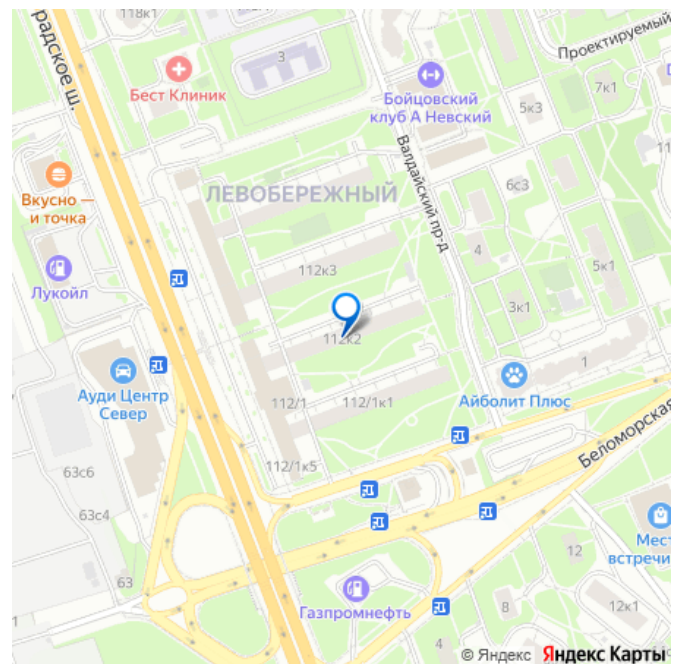 118к1
3
Бест Клиник
радское ш.
Проектируемый
Бойцовский
клуб А Невский
5к3
7к1
Вкусно —
и точка
ЛЕВОБЕРЕЖНЫЙ
Валдайский пр-д
6с3
4
112к3
5к1
Лукойл
3к1
112к2
Ауди Центр
Север
1
Айболит Плюс
112/1
112/1к1
Беломорская
63с6
112/1к5
63с4
Мест
встречи
12
63
Газпромнефть
8
12к1
4
© Яндекс Яндекс Карты